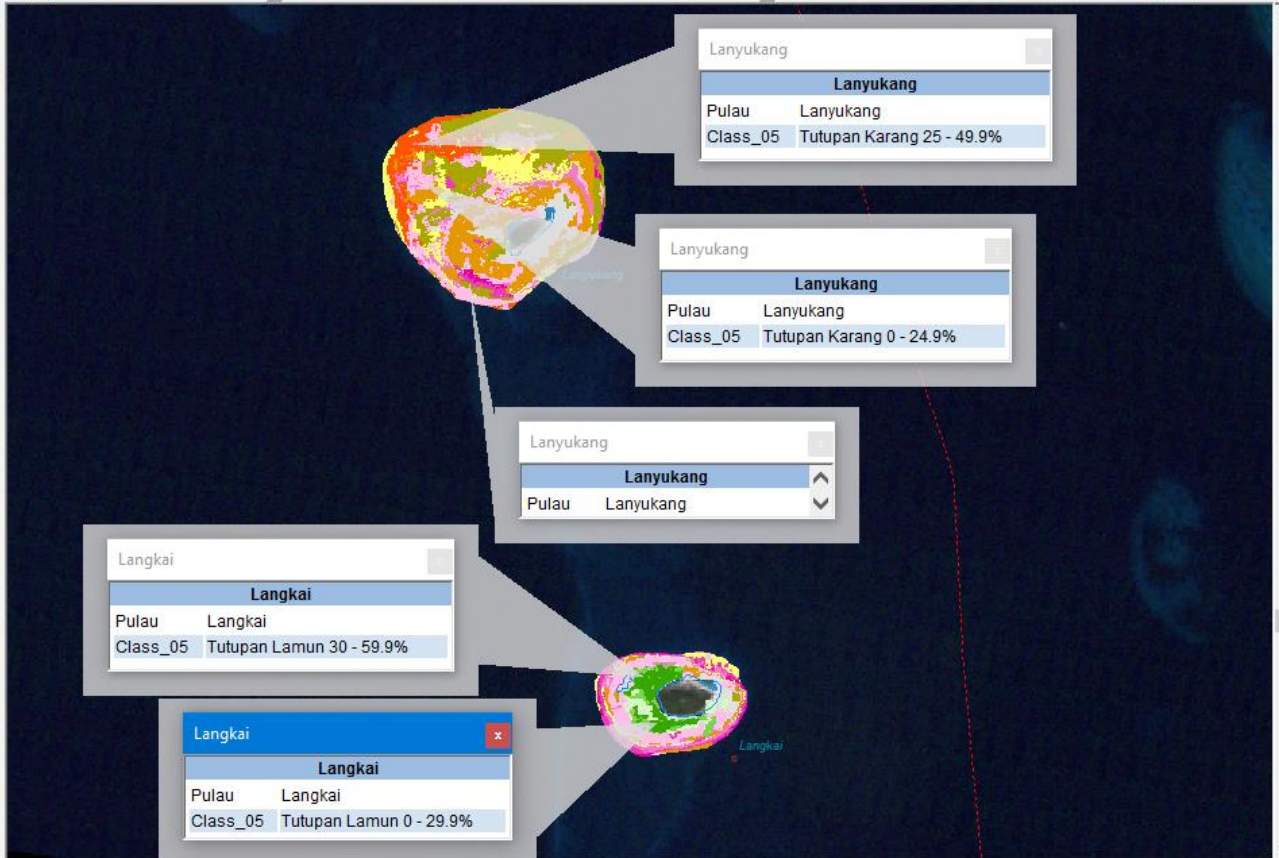 Lanyukang
Lanyukang
Pulau Lanyukang
Class_05 Tutupan Karang 25 - 49.9%
Lanyukang
Lanyukang
Pulau Lanyukang
Class_05 Tutupan Karang 0 - 24.9%
Lanyukang
Lanyukang
Lanyukang
Pulau Lanyukang
Langkai
Langkai
Pulau Langkai
Class_05 Tutupan Lamun 30 - 59.9%
Langkai
Langkai
Langkai
Pulau Langkai
Class_05 Tutupan Lamun 0 - 29.9%